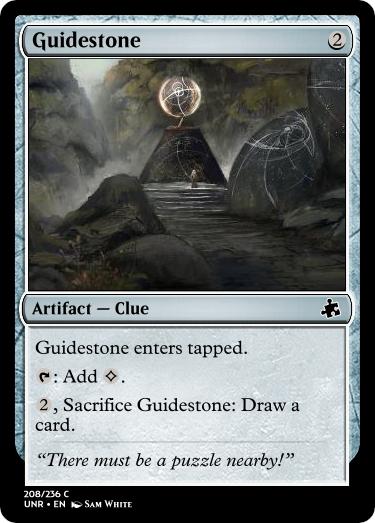 Guidestone 2
Artifact — Clue
Guidestone enters tapped.
: Add .
2, Sacrifice Guidestone: Draw a
card.
“There must be a puzzle nearby!”
208/236 C
UNR • EN Sam White